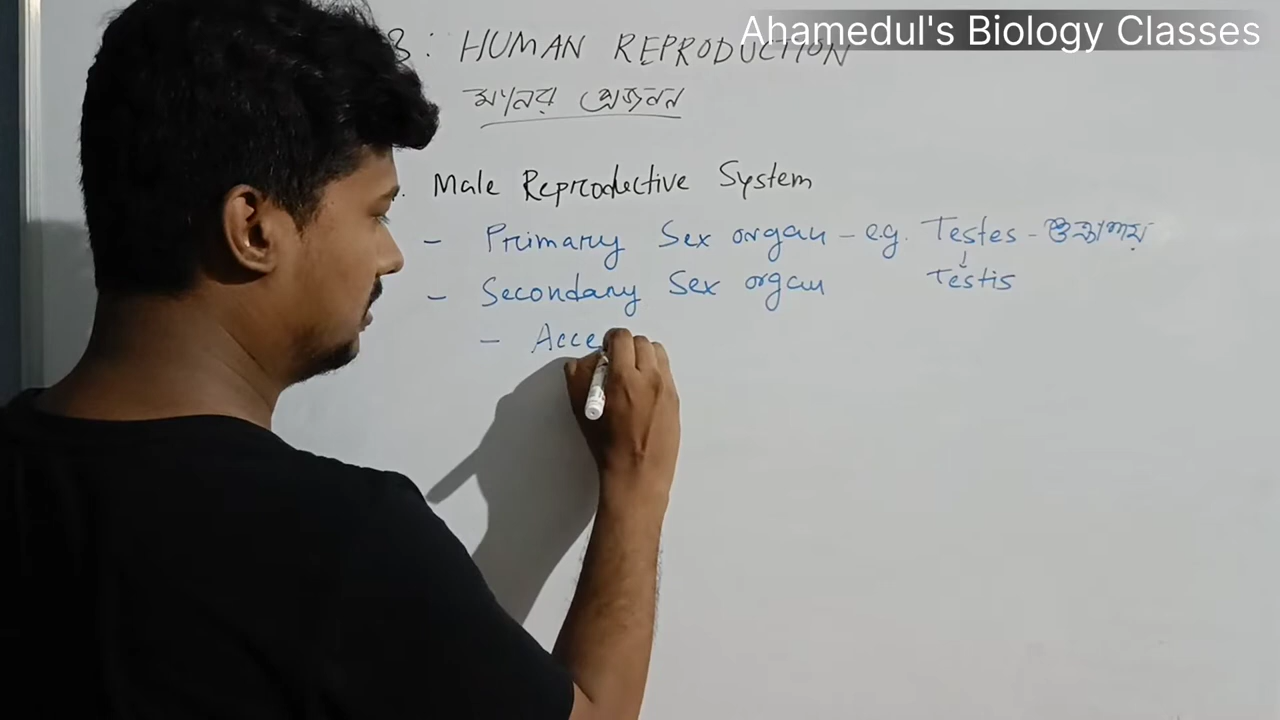 Ahamedul's Biology Classes
3: HUMAN REPRODUCTION
মানর প্রজনন
Male Reproductive System
- Primary Sex organ - e.g. Testes - শুক্রাশয়
↓
- Secondary Sex organ Testis
- Acce